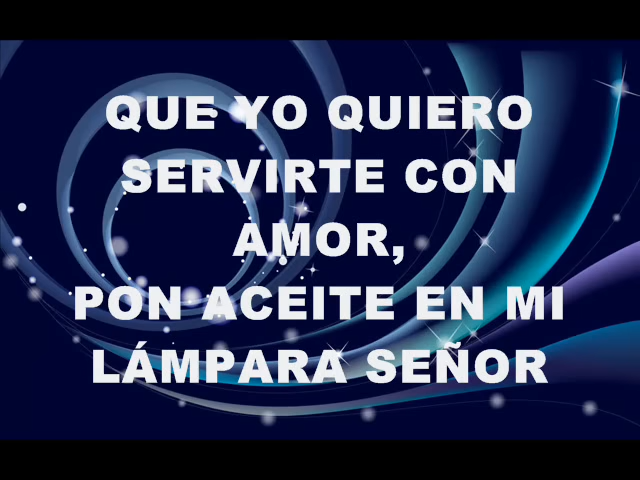 QUE YO QUIERO
SERVIRTE CON
AMOR,
PON ACEITE EN MI
LÁMPARA SEÑOR